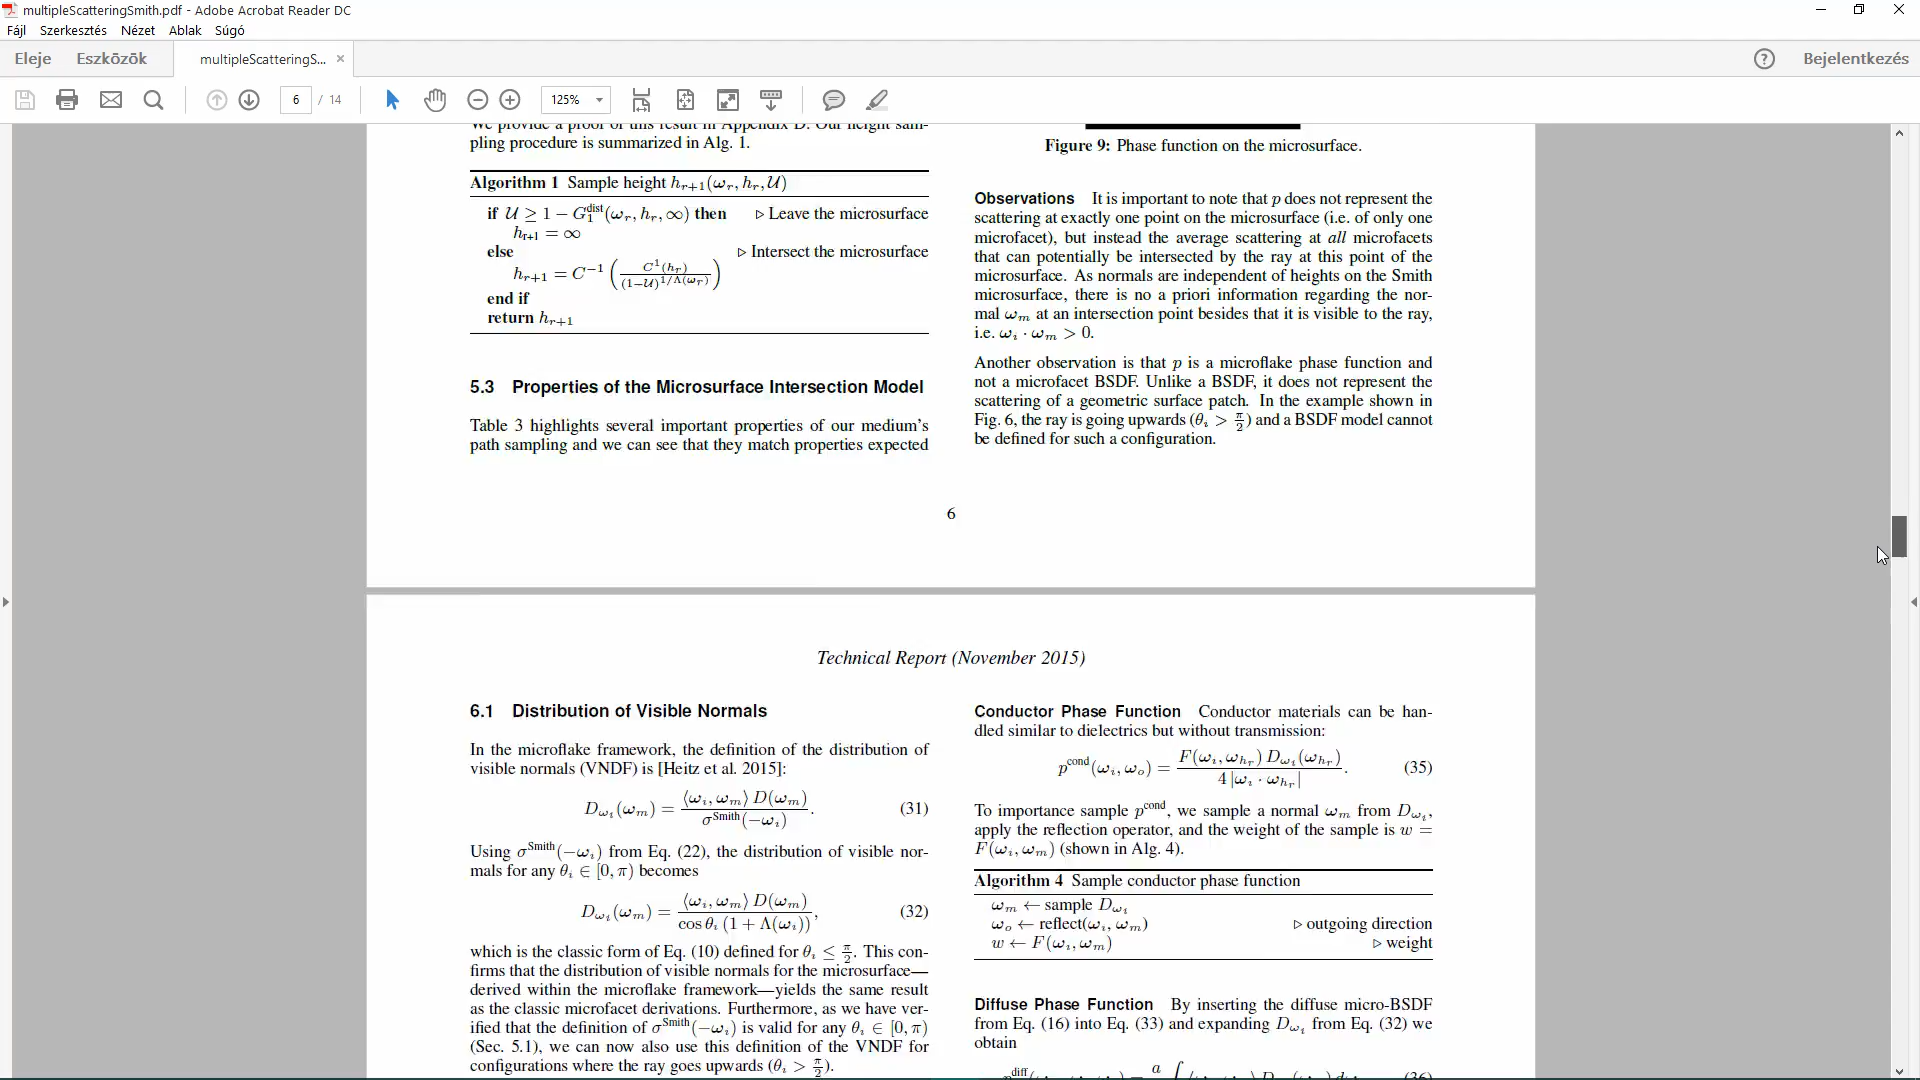 multipleScatteringSmith.pdf - Adobe Acrobat Reader DC
Fájl Szerkesztés Nézet Ablak Súgó
Eleje Eszközök multipleScatteringS... × Bejelentkezés
6 / 14 125%
We provide a proof of this result in Appendix D. Our height sam-
pling procedure is summarized in Alg. 1.
Algorithm 1 Sample height h_{r+1}(ω_r, h_r, U)
if U ≥ 1 − G_1^{dist}(ω_r, h_r, ∞) then ▷ Leave the microsurface
h_{r+1} = ∞
else ▷ Intersect the microsurface
h_{r+1} = C^{−1} ( C^1(h_r) / (1−U)^{1/Λ(ω_r)} )
end if
return h_{r+1}
5.3 Properties of the Microsurface Intersection Model
Table 3 highlights several important properties of our medium's
path sampling and we can see that they match properties expected
Figure 9: Phase function on the microsurface.
Observations It is important to note that p does not represent the
scattering at exactly one point on the microsurface (i.e. of only one
microfacet), but instead the average scattering at all microfacets
that can potentially be intersected by the ray at this point of the
microsurface. As normals are independent of heights on the Smith
microsurface, there is no a priori information regarding the nor-
mal ω_m at an intersection point besides that it is visible to the ray,
i.e. ω_i · ω_m > 0.
Another observation is that p is a microflake phase function and
not a microfacet BSDF. Unlike a BSDF, it does not represent the
scattering of a geometric surface patch. In the example shown in
Fig. 6, the ray is going upwards (θ_i > π/2) and a BSDF model cannot
be defined for such a configuration.
6
Technical Report (November 2015)
6.1 Distribution of Visible Normals
In the microflake framework, the definition of the distribution of
visible normals (VNDF) is [Heitz et al. 2015]:
D_{ω_i}(ω_m) = ⟨ω_i, ω_m⟩ D(ω_m) / σ^{Smith}(−ω_i). (31)
Using σ^{Smith}(−ω_i) from Eq. (22), the distribution of visible nor-
mals for any θ_i ∈ [0, π) becomes
D_{ω_i}(ω_m) = ⟨ω_i, ω_m⟩ D(ω_m) / cos θ_i (1 + Λ(ω_i)), (32)
which is the classic form of Eq. (10) defined for θ_i ≤ π/2. This con-
firms that the distribution of visible normals for the microsurface—
derived within the microflake framework—yields the same result
as the classic microfacet derivations. Furthermore, as we have ver-
ified that the definition of σ^{Smith}(−ω_i) is valid for any θ_i ∈ [0, π)
(Sec. 5.1), we can now also use this definition of the VNDF for
configurations where the ray goes upwards (θ_i > π/2).
Conductor Phase Function Conductor materials can be han-
dled similar to dielectrics but without transmission:
p^{cond}(ω_i, ω_o) = F(ω_i, ω_{h_r}) D_{ω_i}(ω_{h_r}) / 4 |ω_i · ω_{h_r}|. (35)
To importance sample p^{cond}, we sample a normal ω_m from D_{ω_i},
apply the reflection operator, and the weight of the sample is w =
F(ω_i, ω_m) (shown in Alg. 4).
Algorithm 4 Sample conductor phase function
ω_m ← sample D_{ω_i}
ω_o ← reflect(ω_i, ω_m) ▷ outgoing direction
w ← F(ω_i, ω_m) ▷ weight
Diffuse Phase Function By inserting the diffuse micro-BSDF
from Eq. (16) into Eq. (33) and expanding D_{ω_i} from Eq. (32) we
obtain